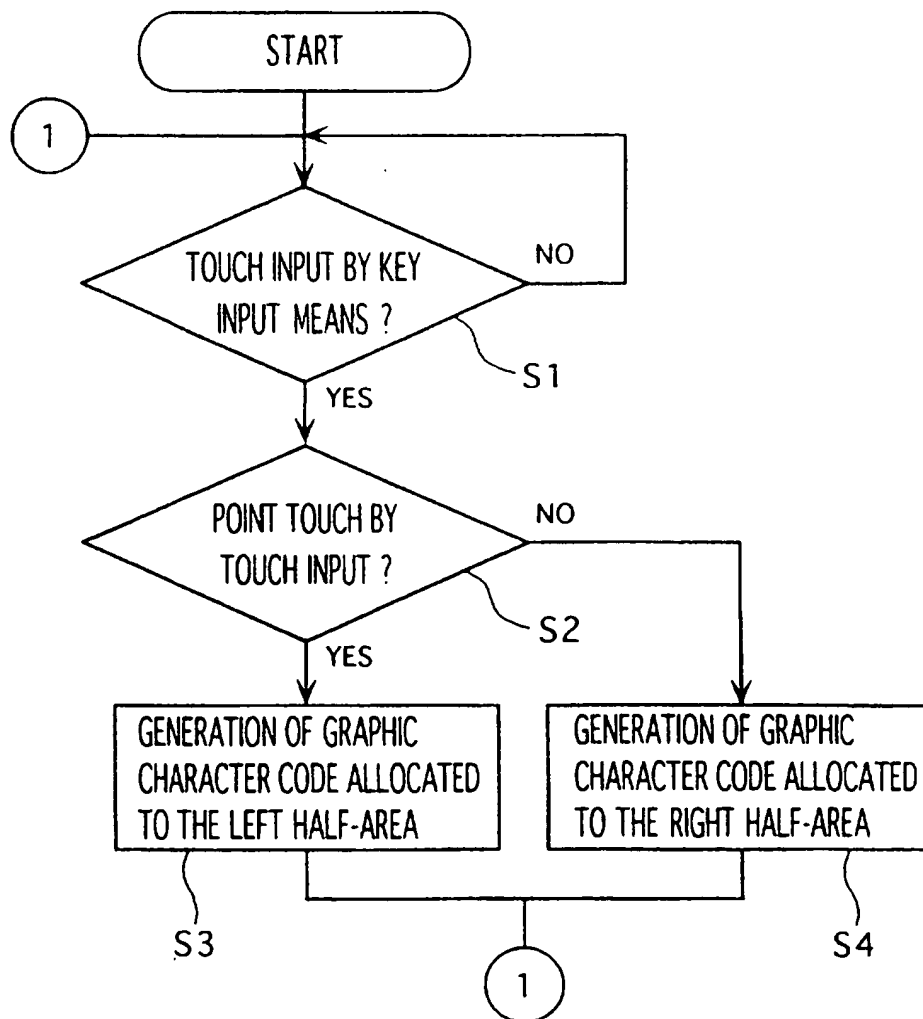 START
1
TOUCH INPUT BY KEY
INPUT MEANS ?
NO
S1
YES
POINT TOUCH BY
TOUCH INPUT ?
NO
S2
YES
GENERATION OF GRAPHIC
CHARACTER CODE ALLOCATED
TO THE LEFT HALF-AREA
GENERATION OF GRAPHIC
CHARACTER CODE ALLOCATED
TO THE RIGHT HALF-AREA
S3
S4
1